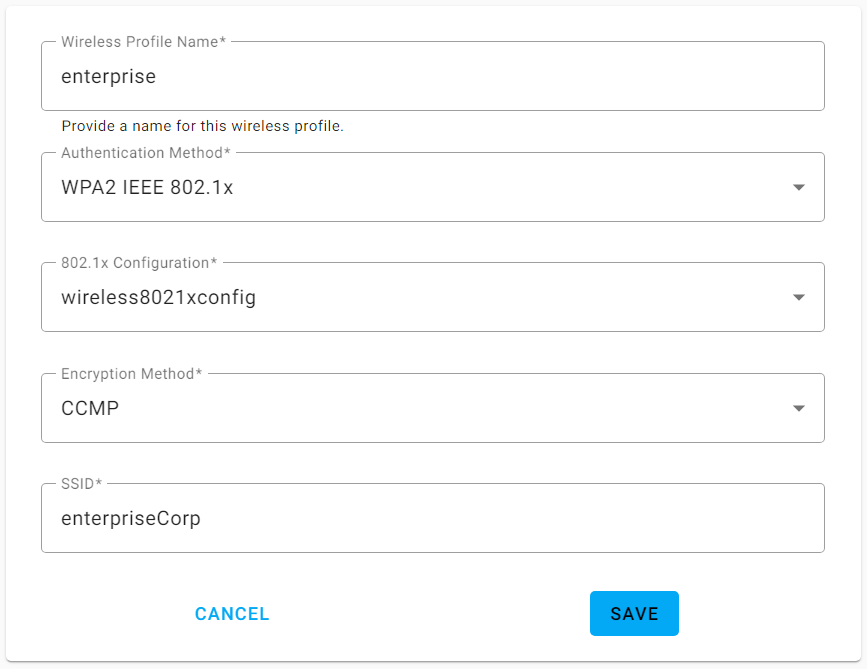 Wireless Profile Name*
enterprise
Provide a name for this wireless profile.
Authentication Method*
WPA2 IEEE 802.1x
802.1x Configuration*
wireless8021xconfig
Encryption Method*
CCMP
SSID*
enterpriseCorp
CANCEL
SAVE